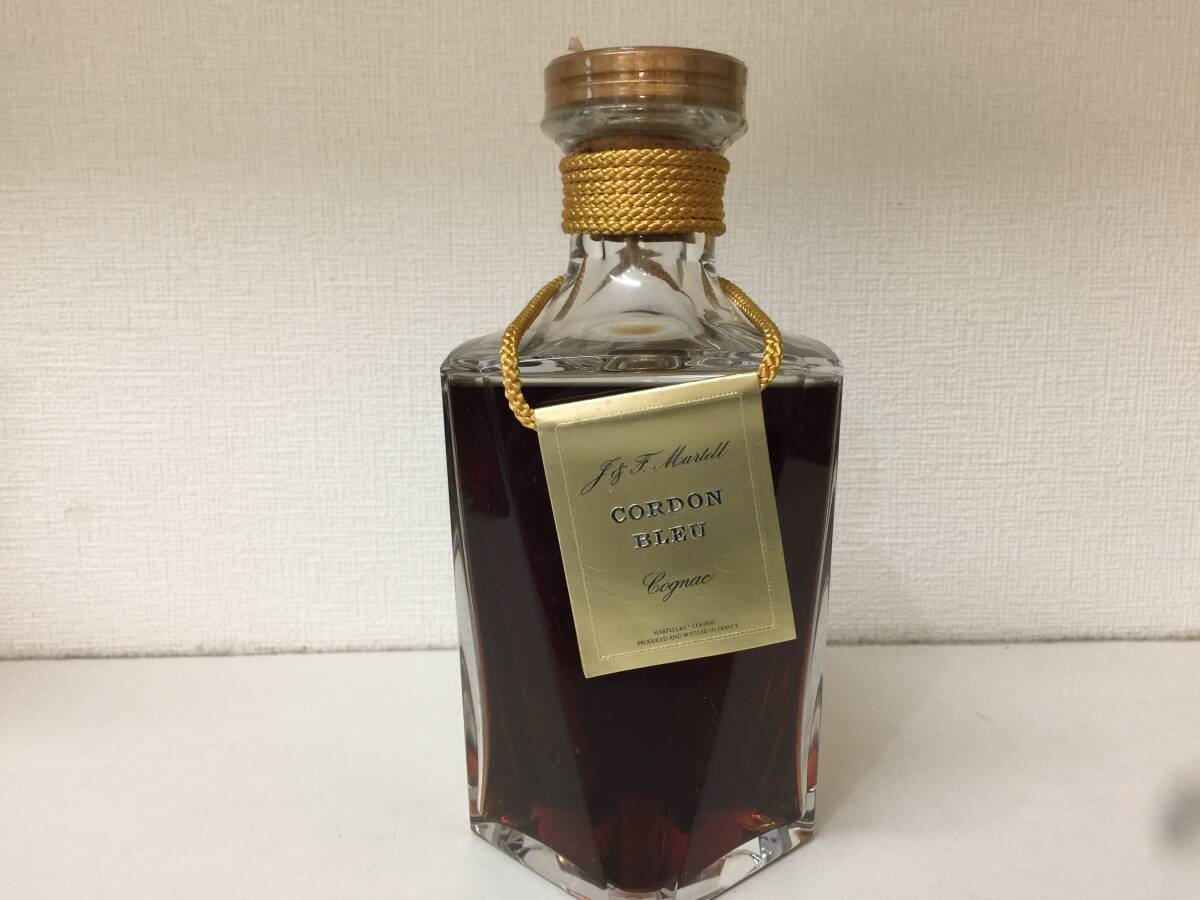 J & F. Martell
CORDON
BLEU
Cognac
MARTELL & Co COGNAC
PRODUCED AND BOTTLED IN FRANCE